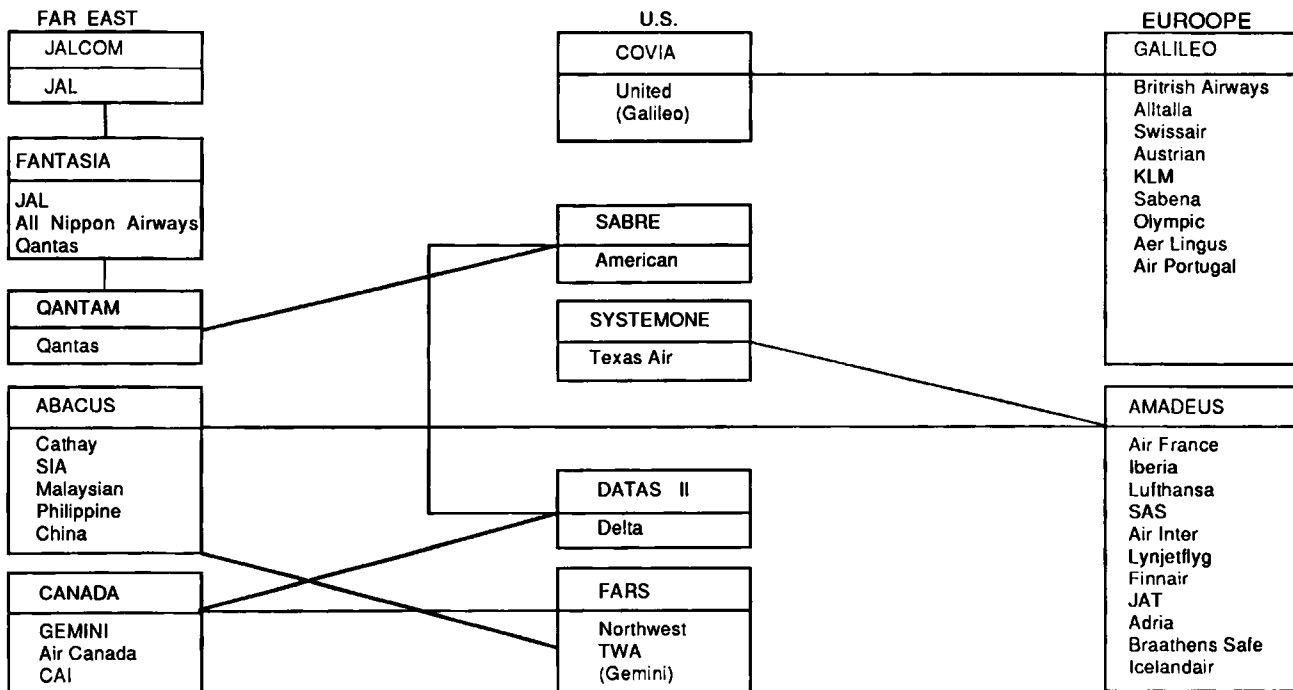 FAR EAST
JALCOM
JAL
FANTASIA
JAL
All Nippon Airways
Qantas
QANTAM
Qantas
ABACUS
Cathay
SIA
Malaysian
Philippine
China
CANADA
GEMINI
Air Canada
CAI
U.S.
COVIA
United
(Galileo)
SABRE
American
SYSTEMONE
Texas Air
DATAS II
Delta
FARS
Northwest
TWA
(Gemini)
EUROOPE
GALILEO
Britrish Airways
Alltalla
Swissair
Austrian
KLM
Sabena
Olympic
Aer Lingus
Air Portugal
AMADEUS
Air France
Iberia
Lufthansa
SAS
Air Inter
Lynjetflyg
Finnair
JAT
Adria
Braathens Safe
Icelandair